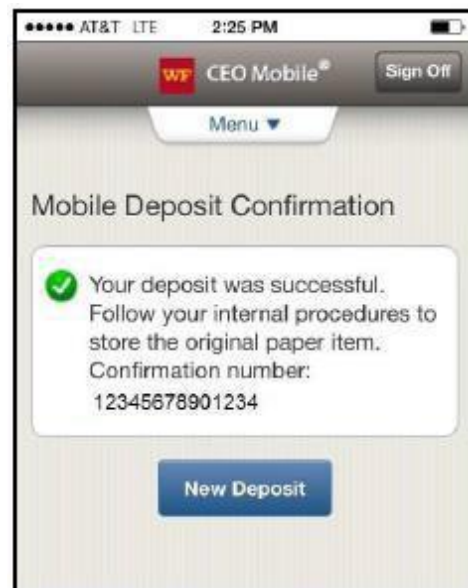 AT&T LTE 2:25 PM
WF CEO Mobile® Sign Off
Menu ▼
Mobile Deposit Confirmation
Your deposit was successful.
Follow your internal procedures to
store the original paper item.
Confirmation number:
12345678901234
New Deposit